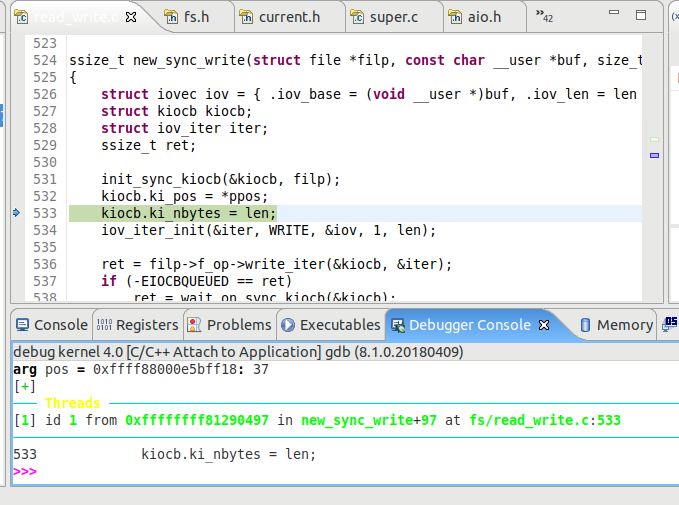 read_write.c fs.h current.h super.c aio.h »42
523
524 ssize_t new_sync_write(struct file *filp, const char __user *buf, size_t
525 {
526 struct iovec iov = { .iov_base = (void __user *)buf, .iov_len = len
527 struct kiocb kiocb;
528 struct iov_iter iter;
529 ssize_t ret;
530
531 init_sync_kiocb(&kiocb, filp);
532 kiocb.ki_pos = *ppos;
533 kiocb.ki_nbytes = len;
534 iov_iter_init(&iter, WRITE, &iov, 1, len);
535
536 ret = filp->f_op->write_iter(&kiocb, &iter);
537 if (-EIOCBQUEUED == ret)
538 ret = wait_on_sync_kiocb(&kiocb);
Console Registers Problems Executables Debugger Console Memory
debug kernel 4.0 [C/C++ Attach to Application] gdb (8.1.0.20180409)
arg pos = 0xffff88000e5bff18: 37
[+]
Threads
[1] id 1 from 0xffffffff81290497 in new_sync_write+97 at fs/read_write.c:533
533 kiocb.ki_nbytes = len;
>>>